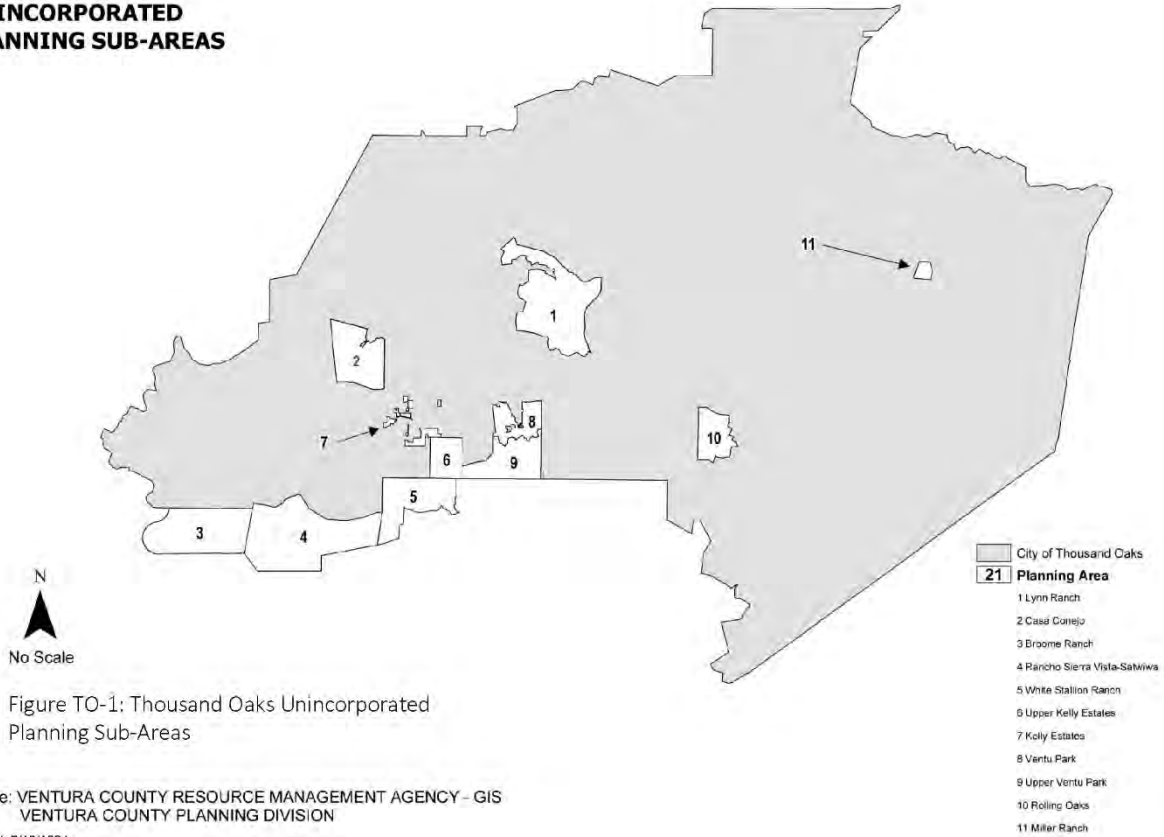 INCORPORATED
ANNING SUB-AREAS
11
1
2
7
8
10
6
9
5
3
4
N
No Scale
City of Thousand Oaks
21 Planning Area
1 Lynn Ranch
2 Casa Conejo
3 Broome Ranch
4 Rancho Sierra Vista-Satwiwa
5 White Stallion Ranch
6 Upper Kelly Estates
7 Kelly Estates
8 Ventu Park
9 Upper Ventu Park
10 Rolling Oaks
11 Miller Ranch
Figure TO-1: Thousand Oaks Unincorporated
Planning Sub-Areas
e: VENTURA COUNTY RESOURCE MANAGEMENT AGENCY - GIS
VENTURA COUNTY PLANNING DIVISION